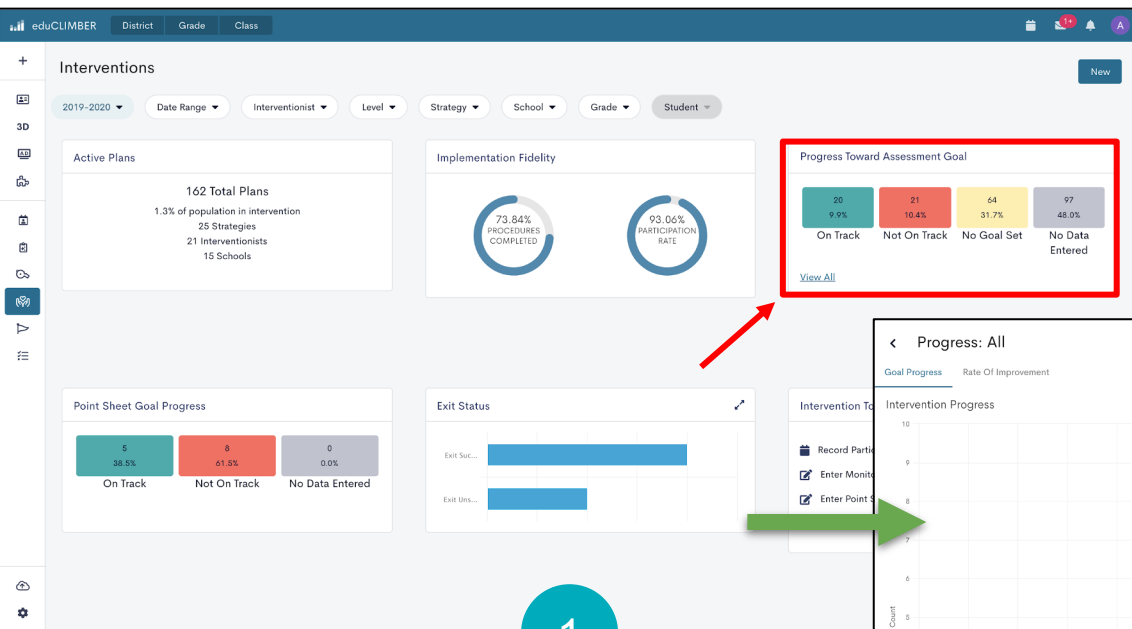 eduCLIMBER District Grade Class 1+ A
Interventions
New
3D
2019-2020 Date Range Interventionist Level Strategy School Grade Student
Active Plans
162 Total Plans
1.3% of population in intervention
25 Strategies
21 Interventionists
15 Schools
Implementation Fidelity
73.84%
PROCEDURES
COMPLETED
93.06%
PARTICIPATION
RATE
Progress Toward Assessment Goal
20 21 64 97
9.9% 10.4% 31.7% 48.0%
On Track Not On Track No Goal Set No Data
Entered
View All
Point Sheet Goal Progress
5 8 0
38.5% 61.5% 0.0%
On Track Not On Track No Data Entered
Exit Status
Exit Suc...
Exit Uns...
Intervention To
Record Parti
Enter Monit
Enter Point S
Progress: All
Goal Progress Rate Of Improvement
Intervention Progress
10
9
8
7
6
5
Count
1